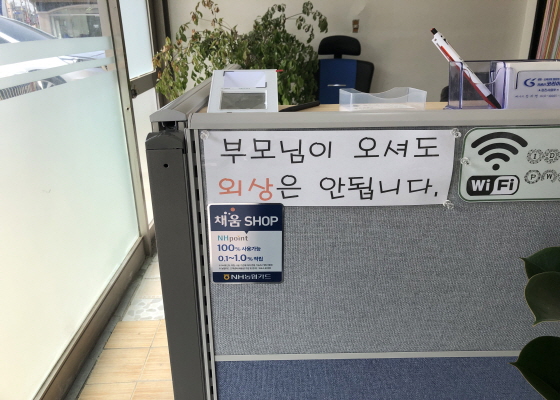 부모님이 오셔도
외상은 안됩니다.
WiFi
I D
P W
채움 SHOP
NHpoint
100% 사용가능
0.1~1.0% 적립
NH농협카드